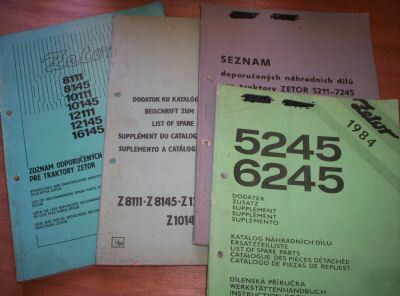 Zetor
8111
8145
10111
10145
12111
12145
16145
ZOZNAM ODPORUČENÝCH
PRE TRAKTORY ZETOR
DODATOK KU KATALÓG
BEISCHRIFT ZUM
LIST OF SPARE
SUPPLÉMENT DU CATALOG
SUPLEMENTO A CATÁLOG
Z 8111 · Z 8145 · Z 1
Z 1014
SEZNAM
doporučených náhradních dílů
traktory ZETOR 5211-7245
Zetor
1984
5245
6245
DODATEK
ZUSATZ
SUPPLEMENT
SUPPLÉMENT
SUPLEMENTO
KATALOG NÁHRADNÍCH DÍLŮ
ERSATZTEILLISTE
LIST OF SPARE PARTS
CATALOGUE DES PIÈCES DÉTACHÉE
CATÁLOGO DE PIEZAS DE REPUEST
DÍLENSKÁ PŘÍRUČKA
WERKSTÄTTENHANDBUCH